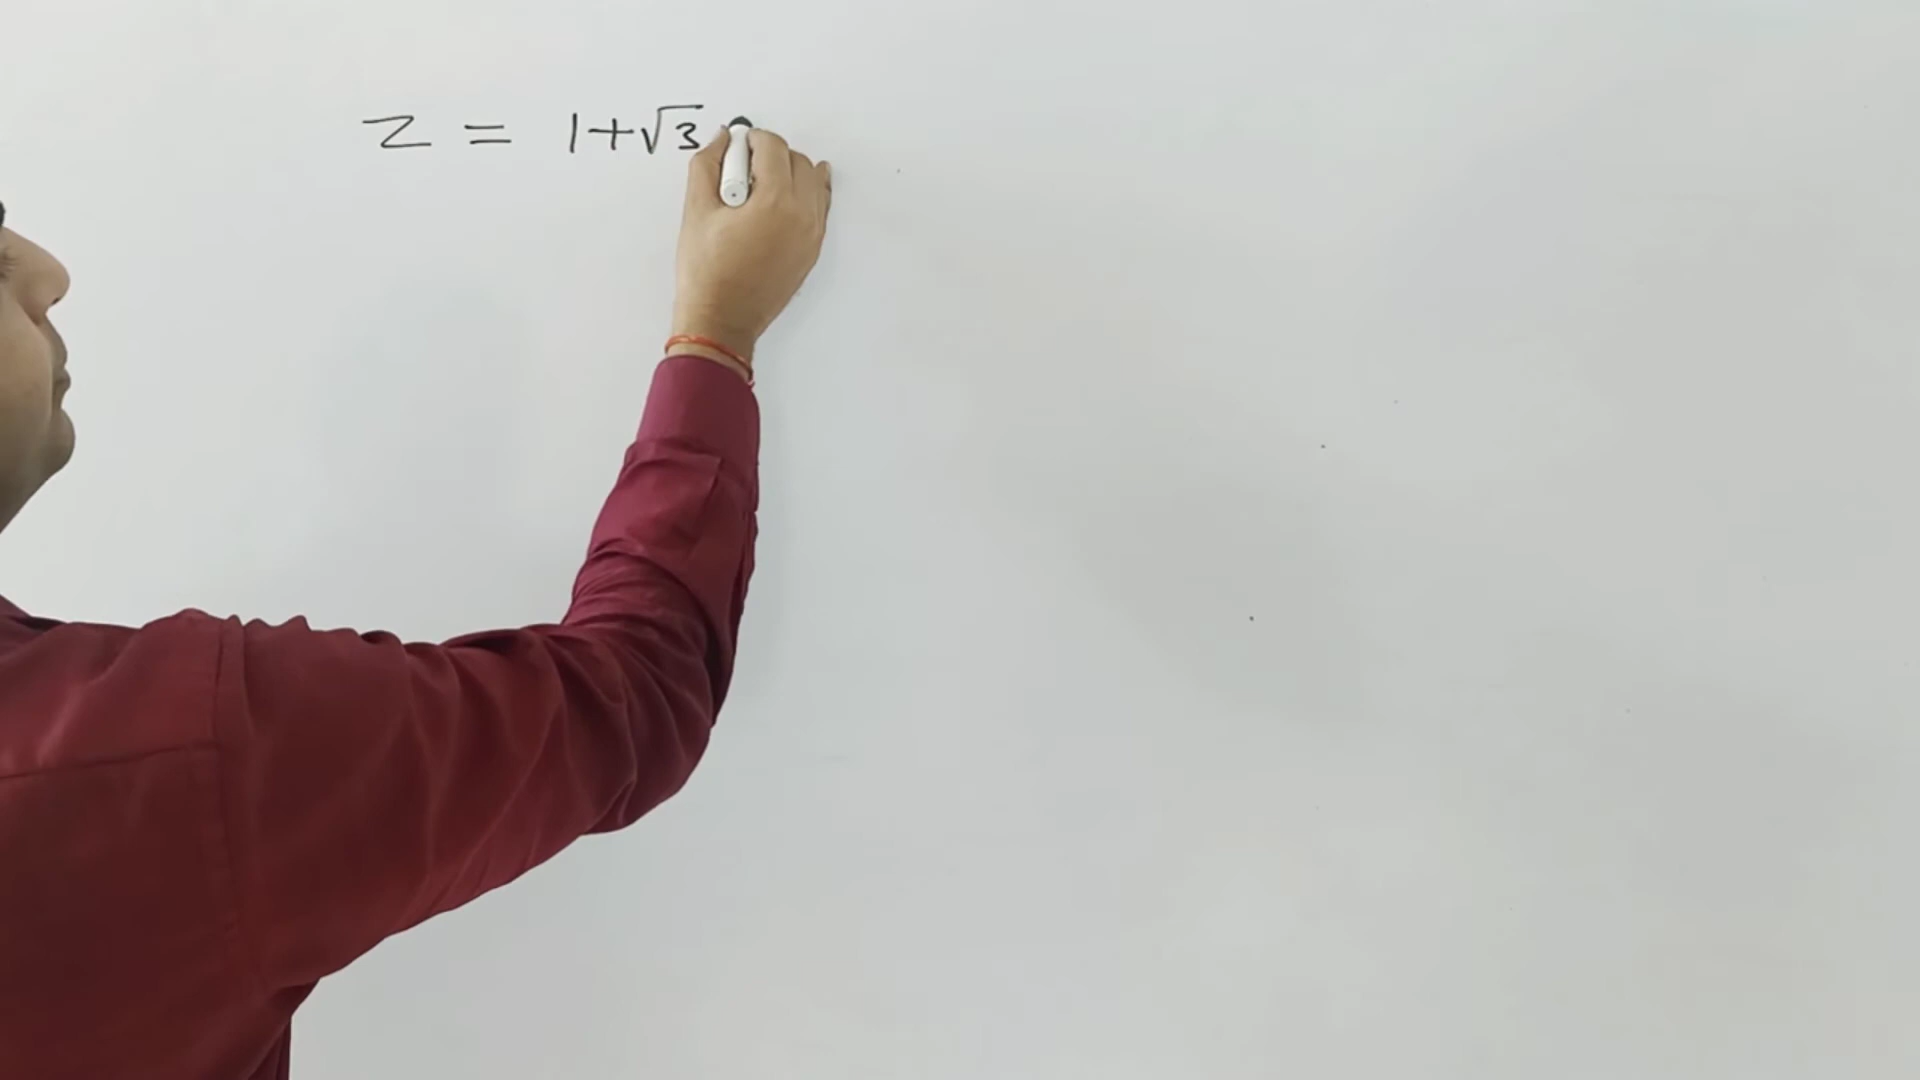 Z = 1+√3